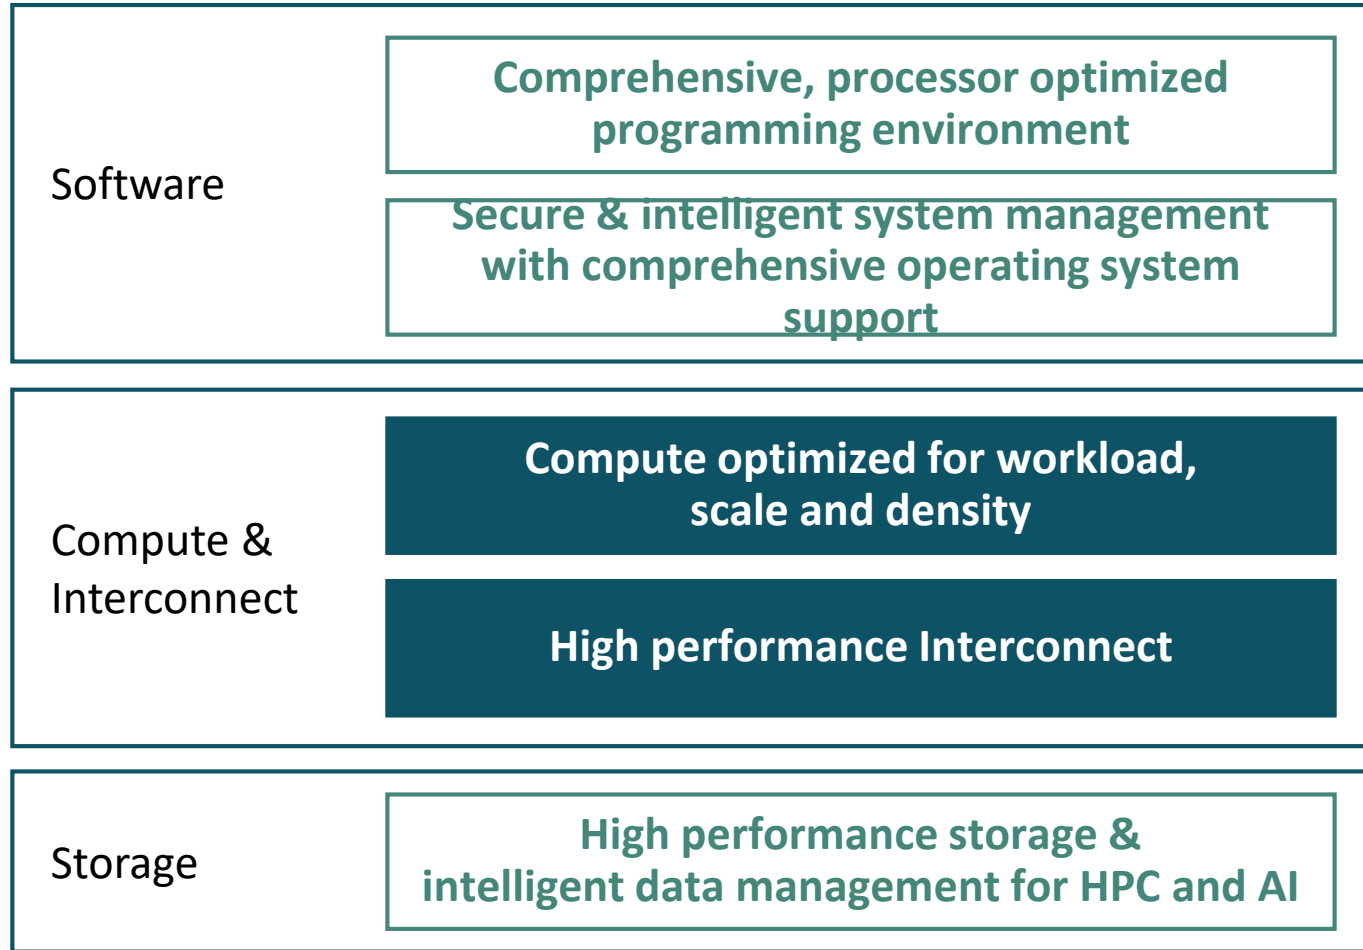 Software
Comprehensive, processor optimized
programming environment
Secure & intelligent system management
with comprehensive operating system
support
Compute &
Interconnect
Compute optimized for workload,
scale and density
High performance Interconnect
Storage
High performance storage &
intelligent data management for HPC and AI